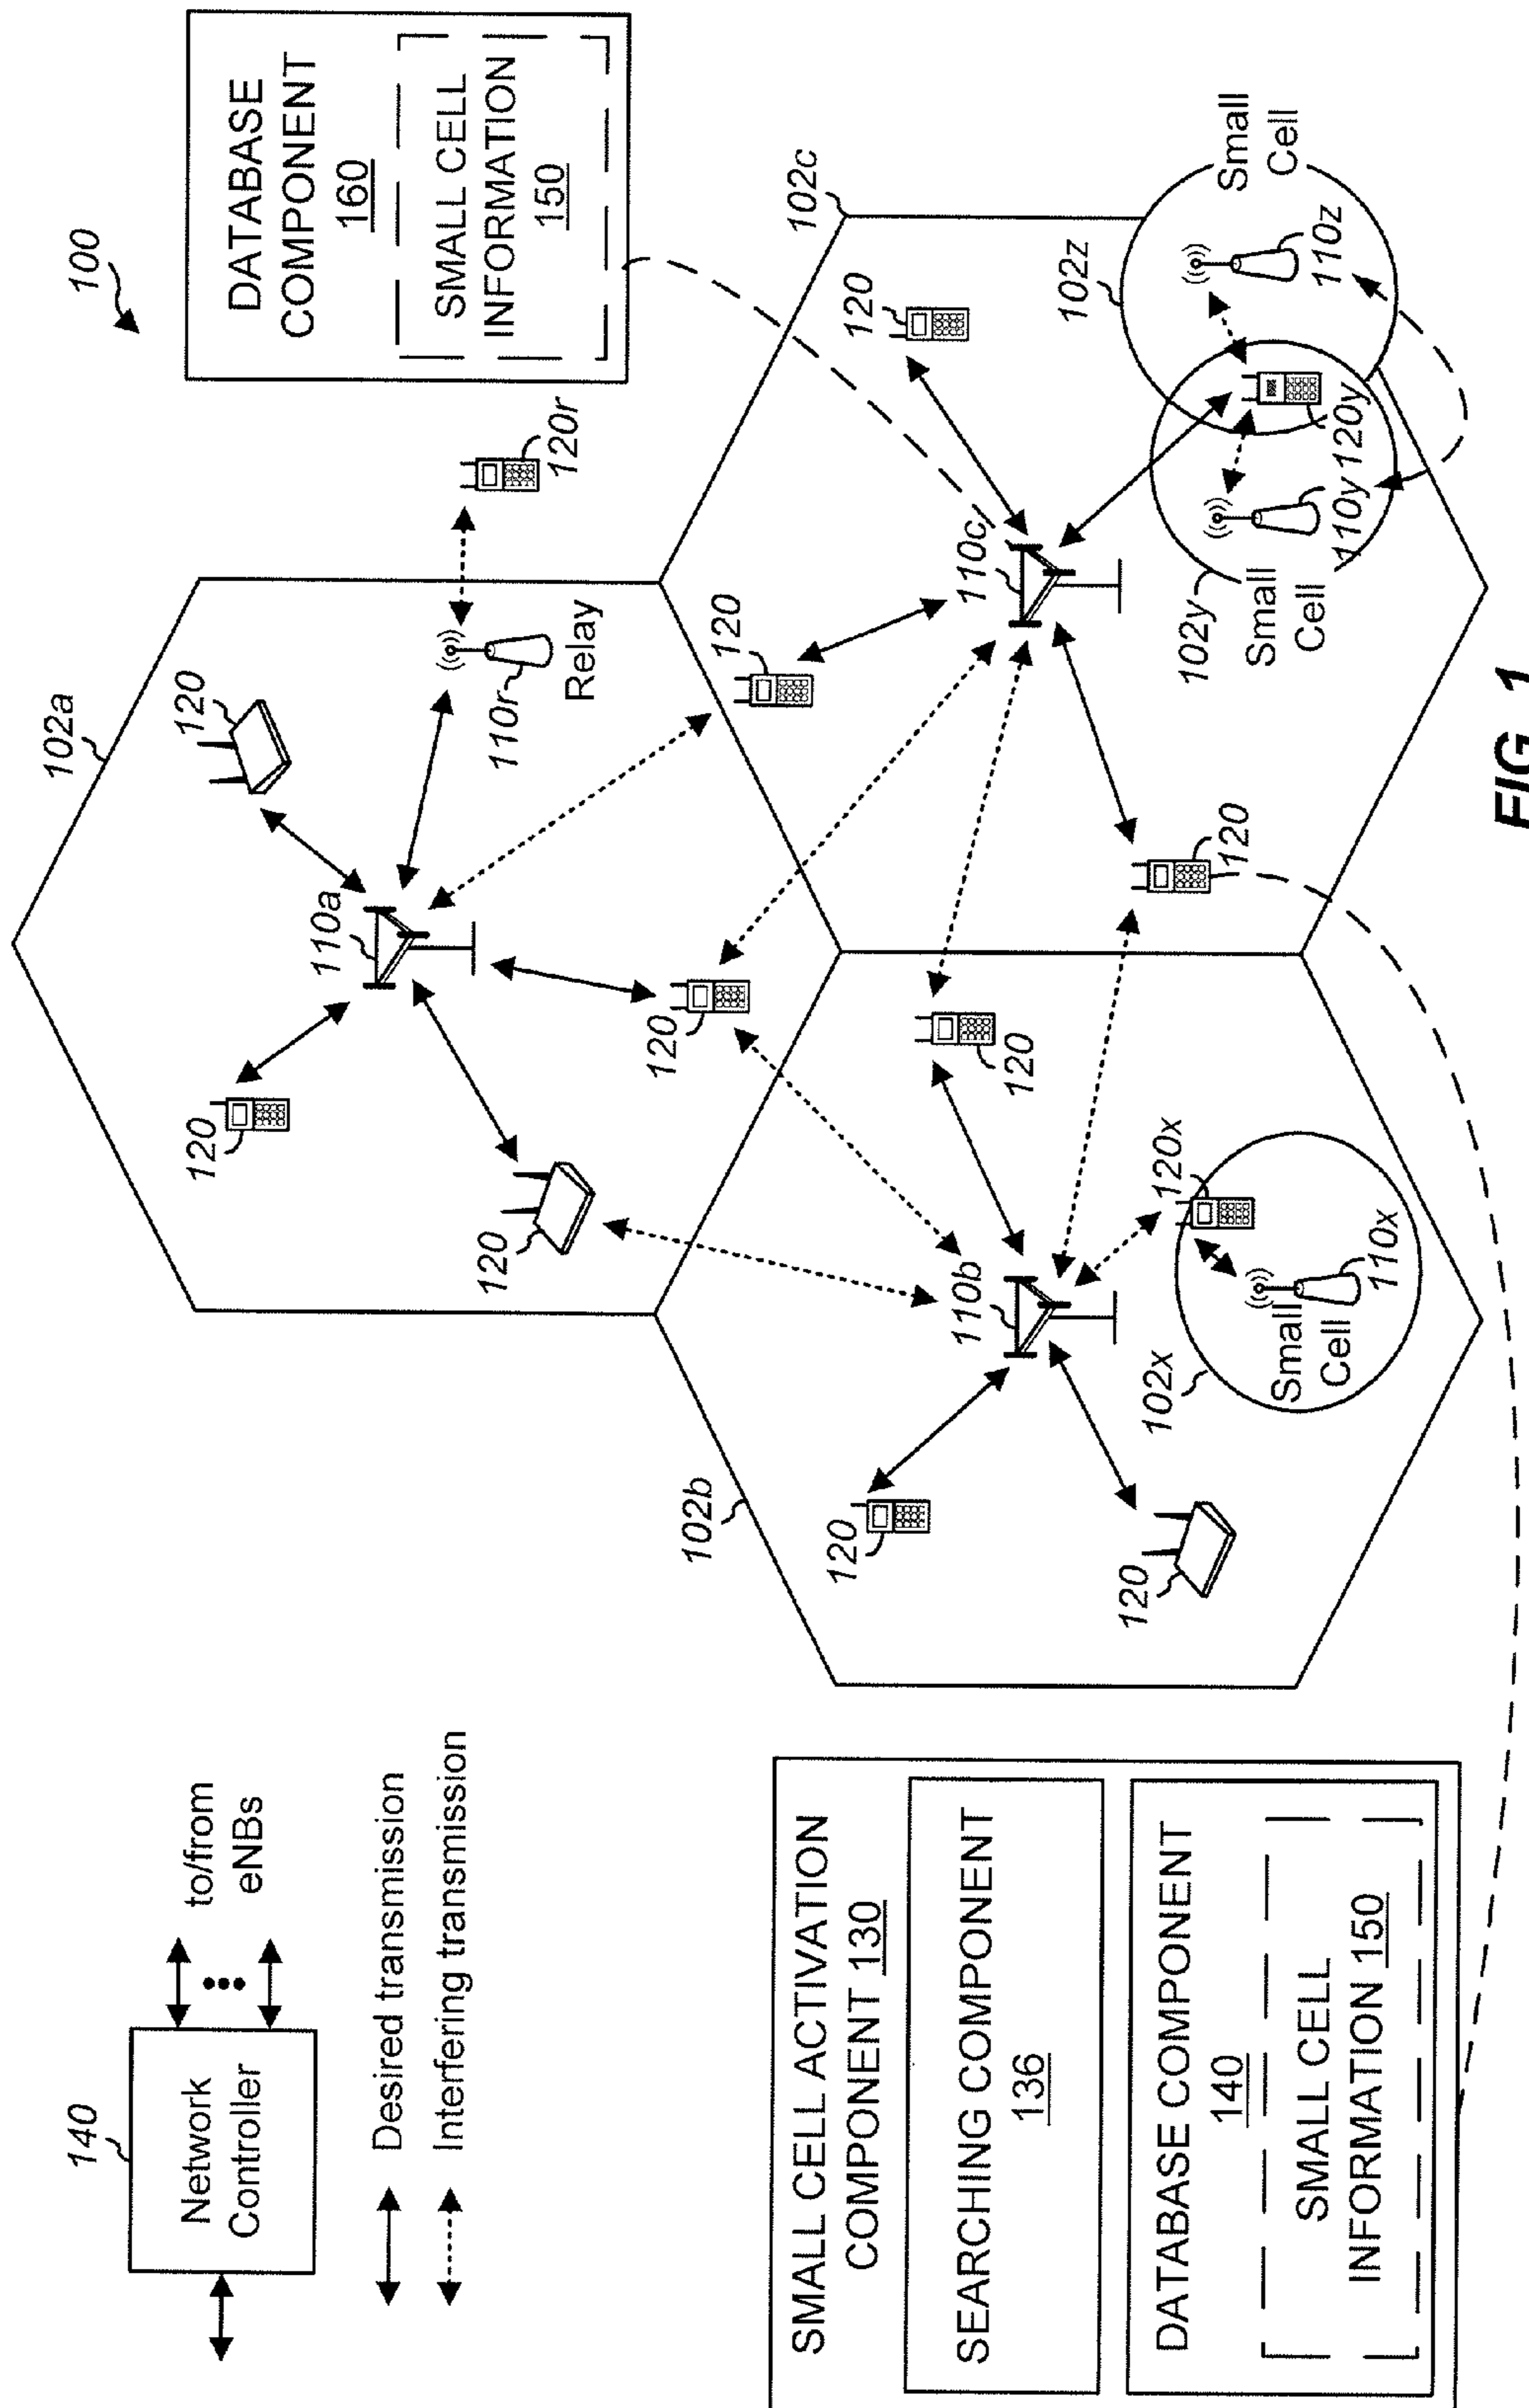 100
140
Network
Controller
to/from
eNBs
Desired transmission
Interfering transmission
102a
120
120
110a
120
120
110r
Relay
120r
DATABASE
COMPONENT
160
SMALL CELL
INFORMATION
150
102b
120
120
110b
120
102x
Small
Cell
110x
120x
102c
120
120
110c
120
102y
Small
Cell
110y
120y
102z
Small
Cell
110z
SMALL CELL ACTIVATION
COMPONENT 130
SEARCHING COMPONENT
136
DATABASE COMPONENT
140
SMALL CELL
INFORMATION 150
FIG. 1